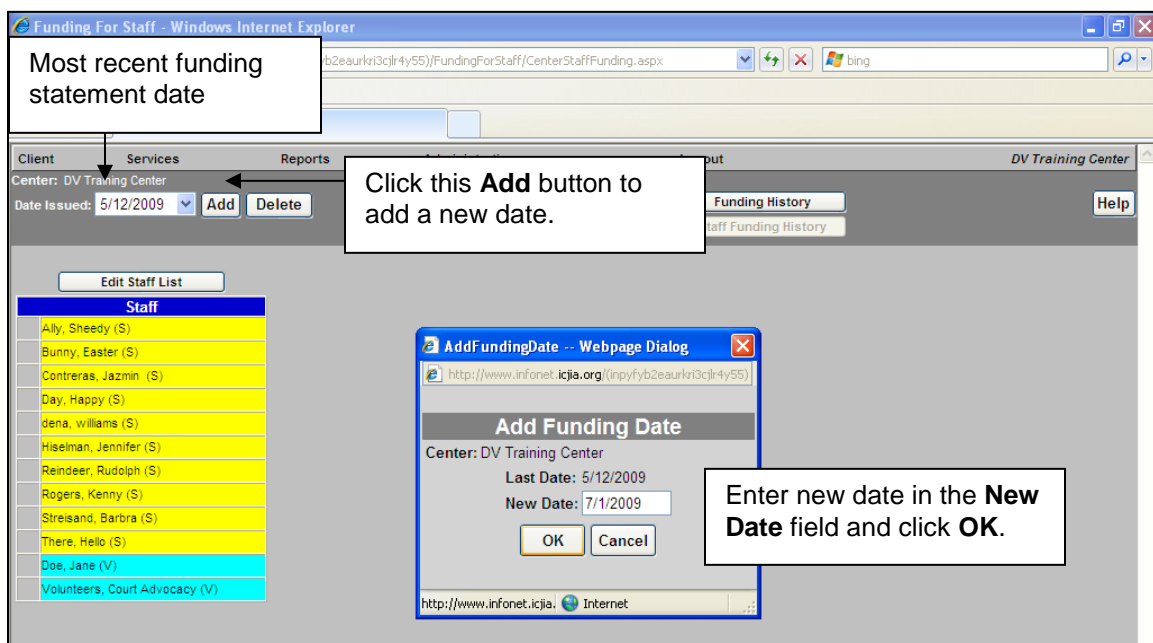 Funding For Staff - Windows Internet Explorer
Most recent funding
statement date
yb2eaurkri3cjlr4y55)/FundingForStaff/CenterStaffFunding.aspx
bing
Client Services Reports
DV Training Center
Center: DV Training Center
Click this Add button to
add a new date.
Date Issued: 5/12/2009 Add Delete
Funding History
Help
taff Funding History
Edit Staff List
Staff
Ally, Sheedy (S)
Bunny, Easter (S)
Contreras, Jazmin (S)
Day, Happy (S)
dena, williams (S)
Hiselman, Jennifer (S)
Reindeer, Rudolph (S)
Rogers, Kenny (S)
Streisand, Barbra (S)
There, Hello (S)
Doe, Jane (V)
Volunteers, Court Advocacy (V)
AddFundingDate -- Webpage Dialog
http://www.infonet.icjia.org/(inpyfyb2eaurkri3cjlr4y55)
Add Funding Date
Center: DV Training Center
Last Date: 5/12/2009
New Date: 7/1/2009
OK Cancel
http://www.infonet.icjia. Internet
Enter new date in the New
Date field and click OK.